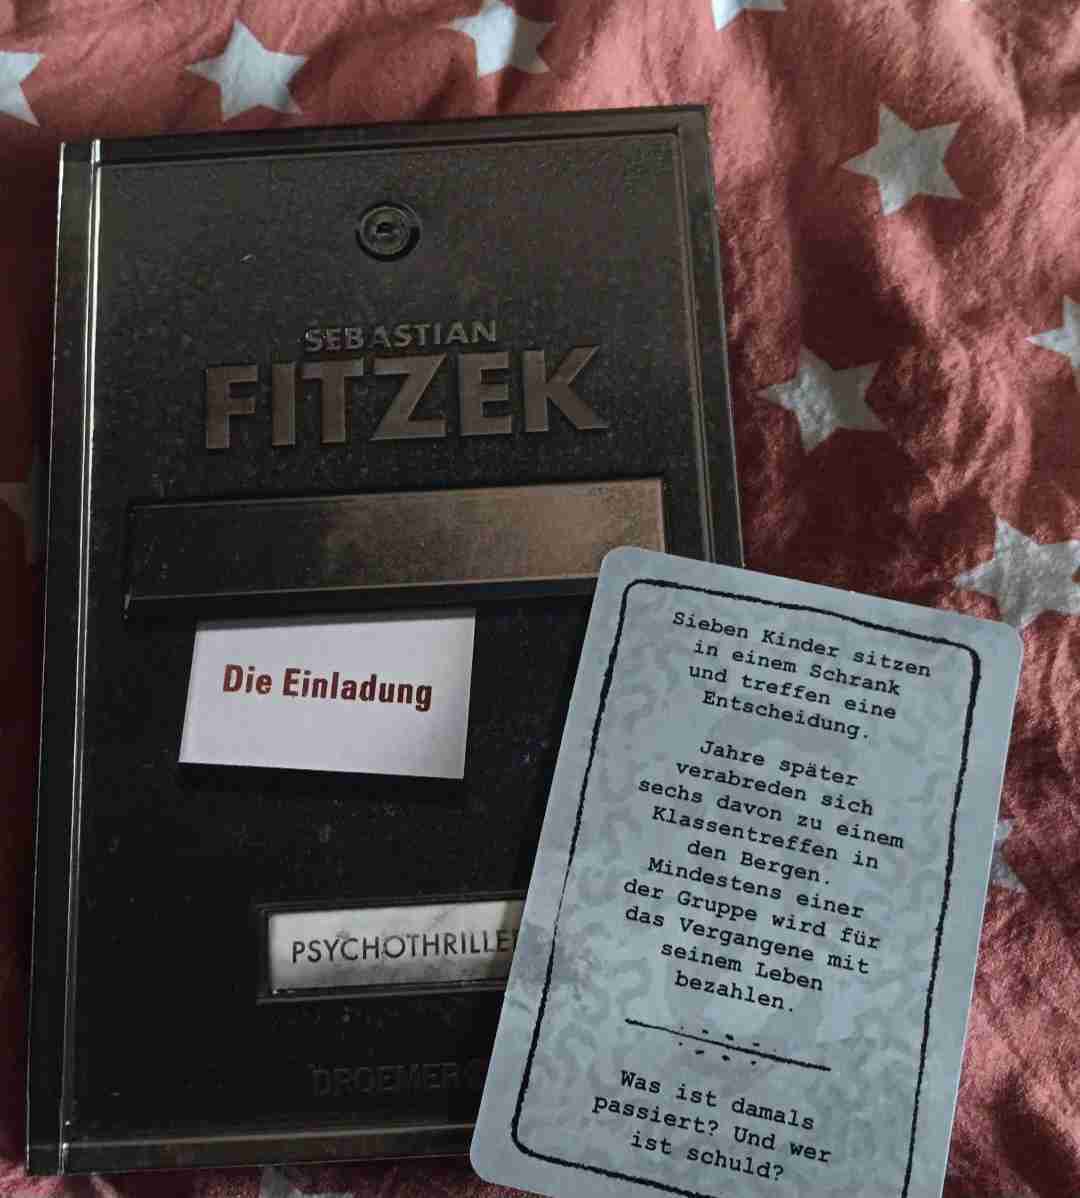 SEBASTIAN
FITZEK
Die Einladung
PSYCHOTHRILLE
DROEMER
Sieben Kinder sitzen
in einem Schrank
und treffen eine
Entscheidung.
Jahre später
verabreden sich
sechs davon zu einem
Klassentreffen in
den Bergen.
Mindestens einer
der Gruppe wird für
das Vergangene mit
seinem Leben
bezahlen.
Was ist damals
passiert? Und wer
ist schuld?